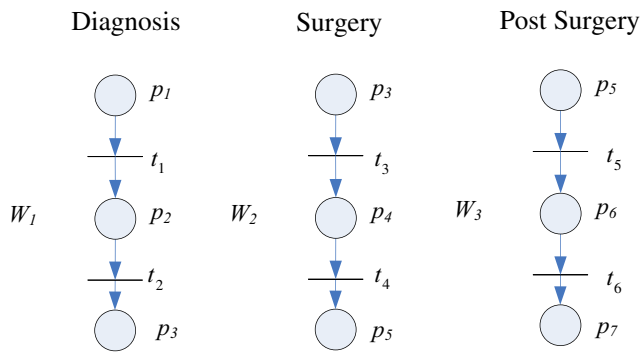 Diagnosis Surgery Post Surgery
p1 p3 p5
t1 t3 t5
W1 p2 W2 p4 W3 p6
t2 t4 t6
p3 p5 p7